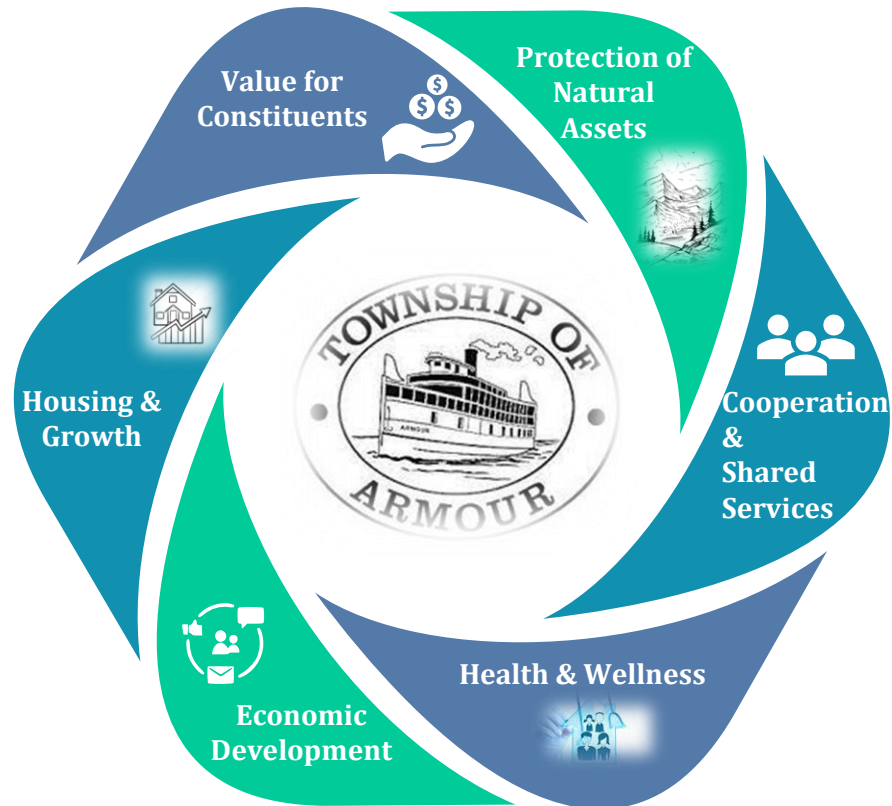 Value for
Constituents
Protection of
Natural
Assets
Cooperation
&
Shared
Services
Health & Wellness
Economic
Development
Housing &
Growth
TOWNSHIP OF
ARMOUR
ARMOUR
$
$
$